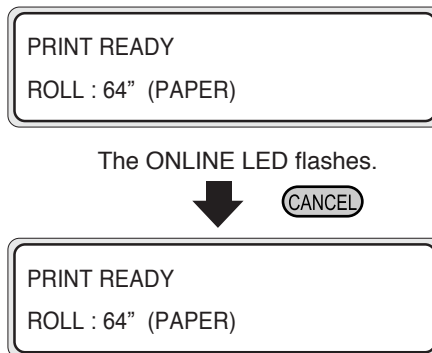 PRINT READY
ROLL : 64” (PAPER)
The ONLINE LED flashes.
CANCEL
PRINT READY
ROLL : 64” (PAPER)